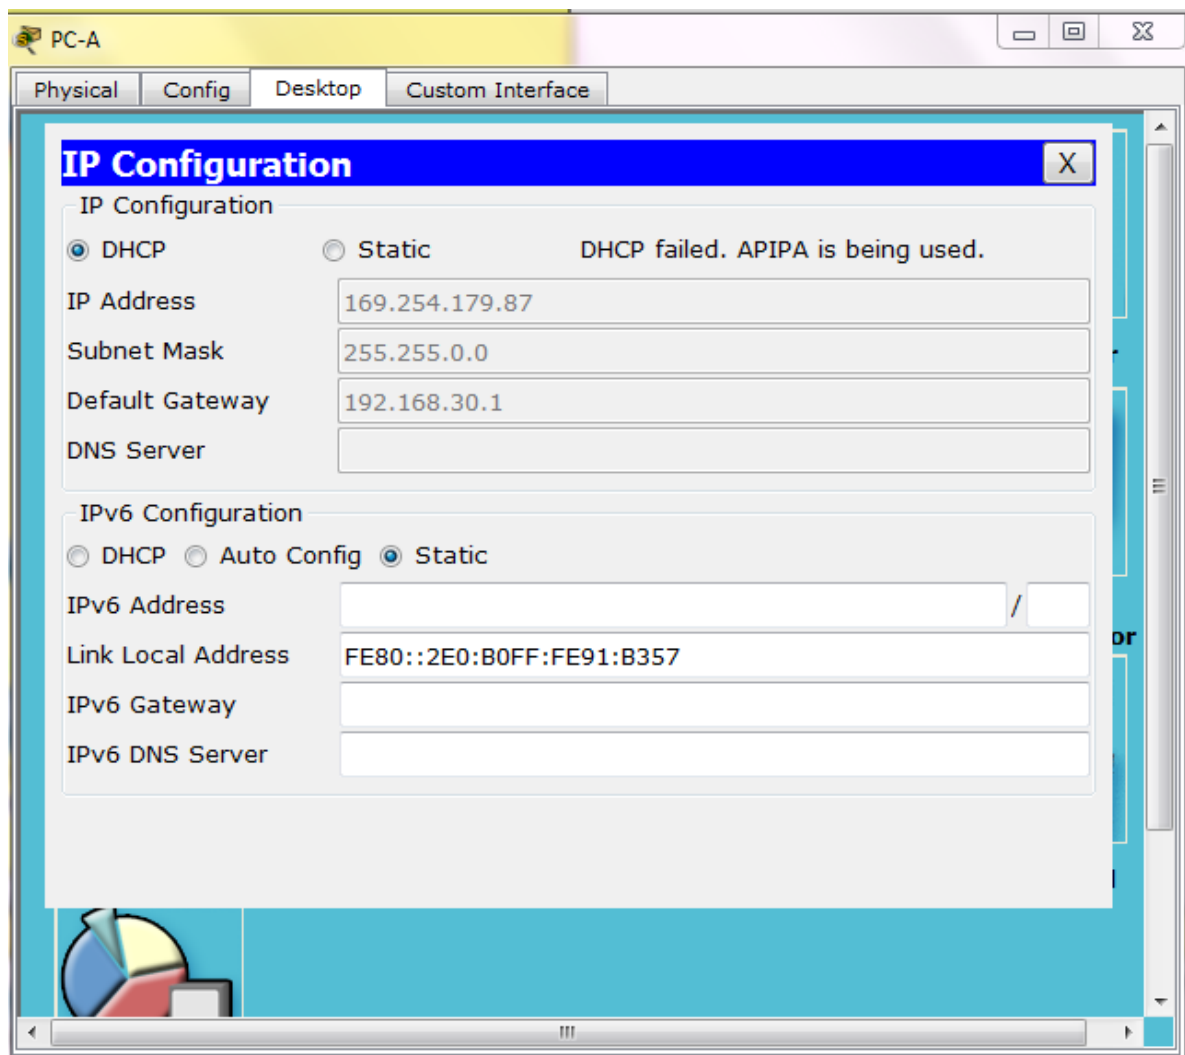 PC-A
Physical Config Desktop Custom Interface
IP Configuration X
IP Configuration
DHCP Static DHCP failed. APIPA is being used.
IP Address 169.254.179.87
Subnet Mask 255.255.0.0
Default Gateway 192.168.30.1
DNS Server
IPv6 Configuration
DHCP Auto Config Static
IPv6 Address /
or
Link Local Address FE80::2E0:B0FF:FE91:B357
IPv6 Gateway
IPv6 DNS Server